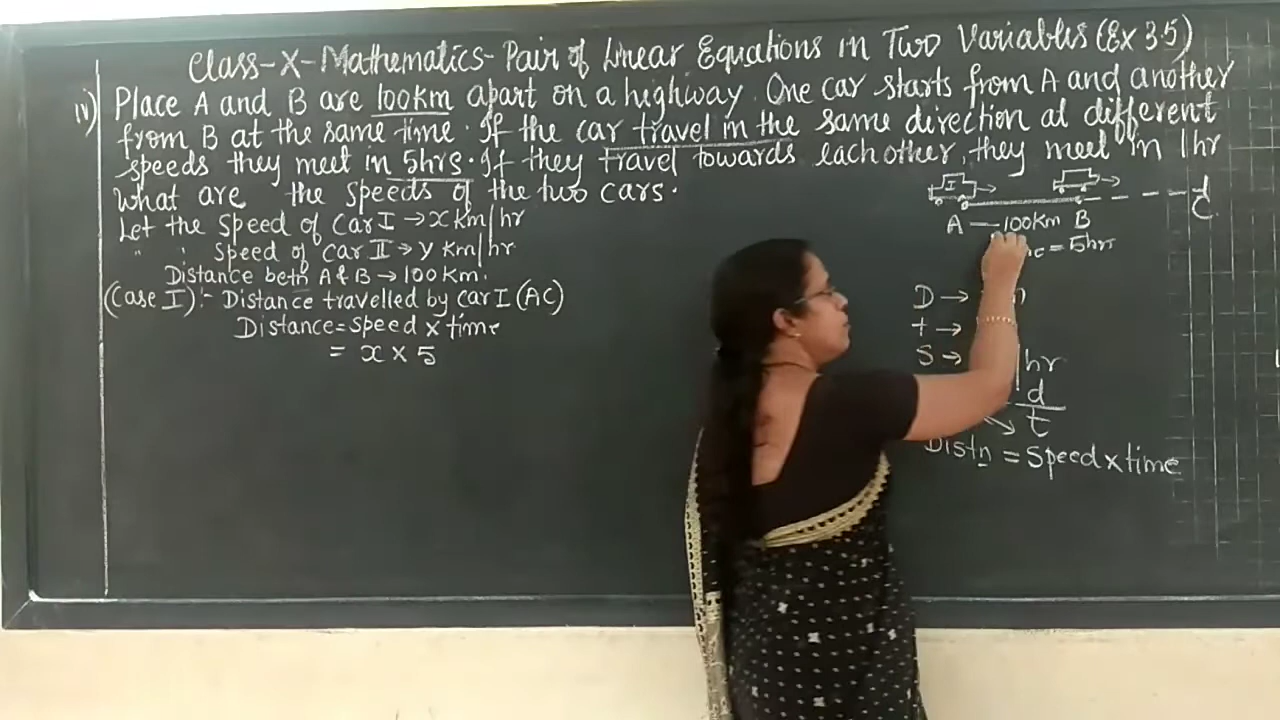 Class-X-Mathematics-Pair of Linear Equations in Two Variables (Ex 3.5)
iv) Place A and B are 100km apart on a highway. One car starts from A and another
from B at the same time. If the car travel in the same direction at different
speeds they meet in 5hrs. If they travel towards each other, they meet in 1hr
What are the speeds of the two cars.
Let the Speed of Car I → x km/hr
" : Speed of Car II → y km/hr
Distance betn A & B → 100 km.
(Case I):- Distance travelled by car I (AC)
Distance = speed x time
= x × 5
I
A — 100km B
C
= 5hrs
D →
t →
S → hr
d
t
Distn = Speed x time